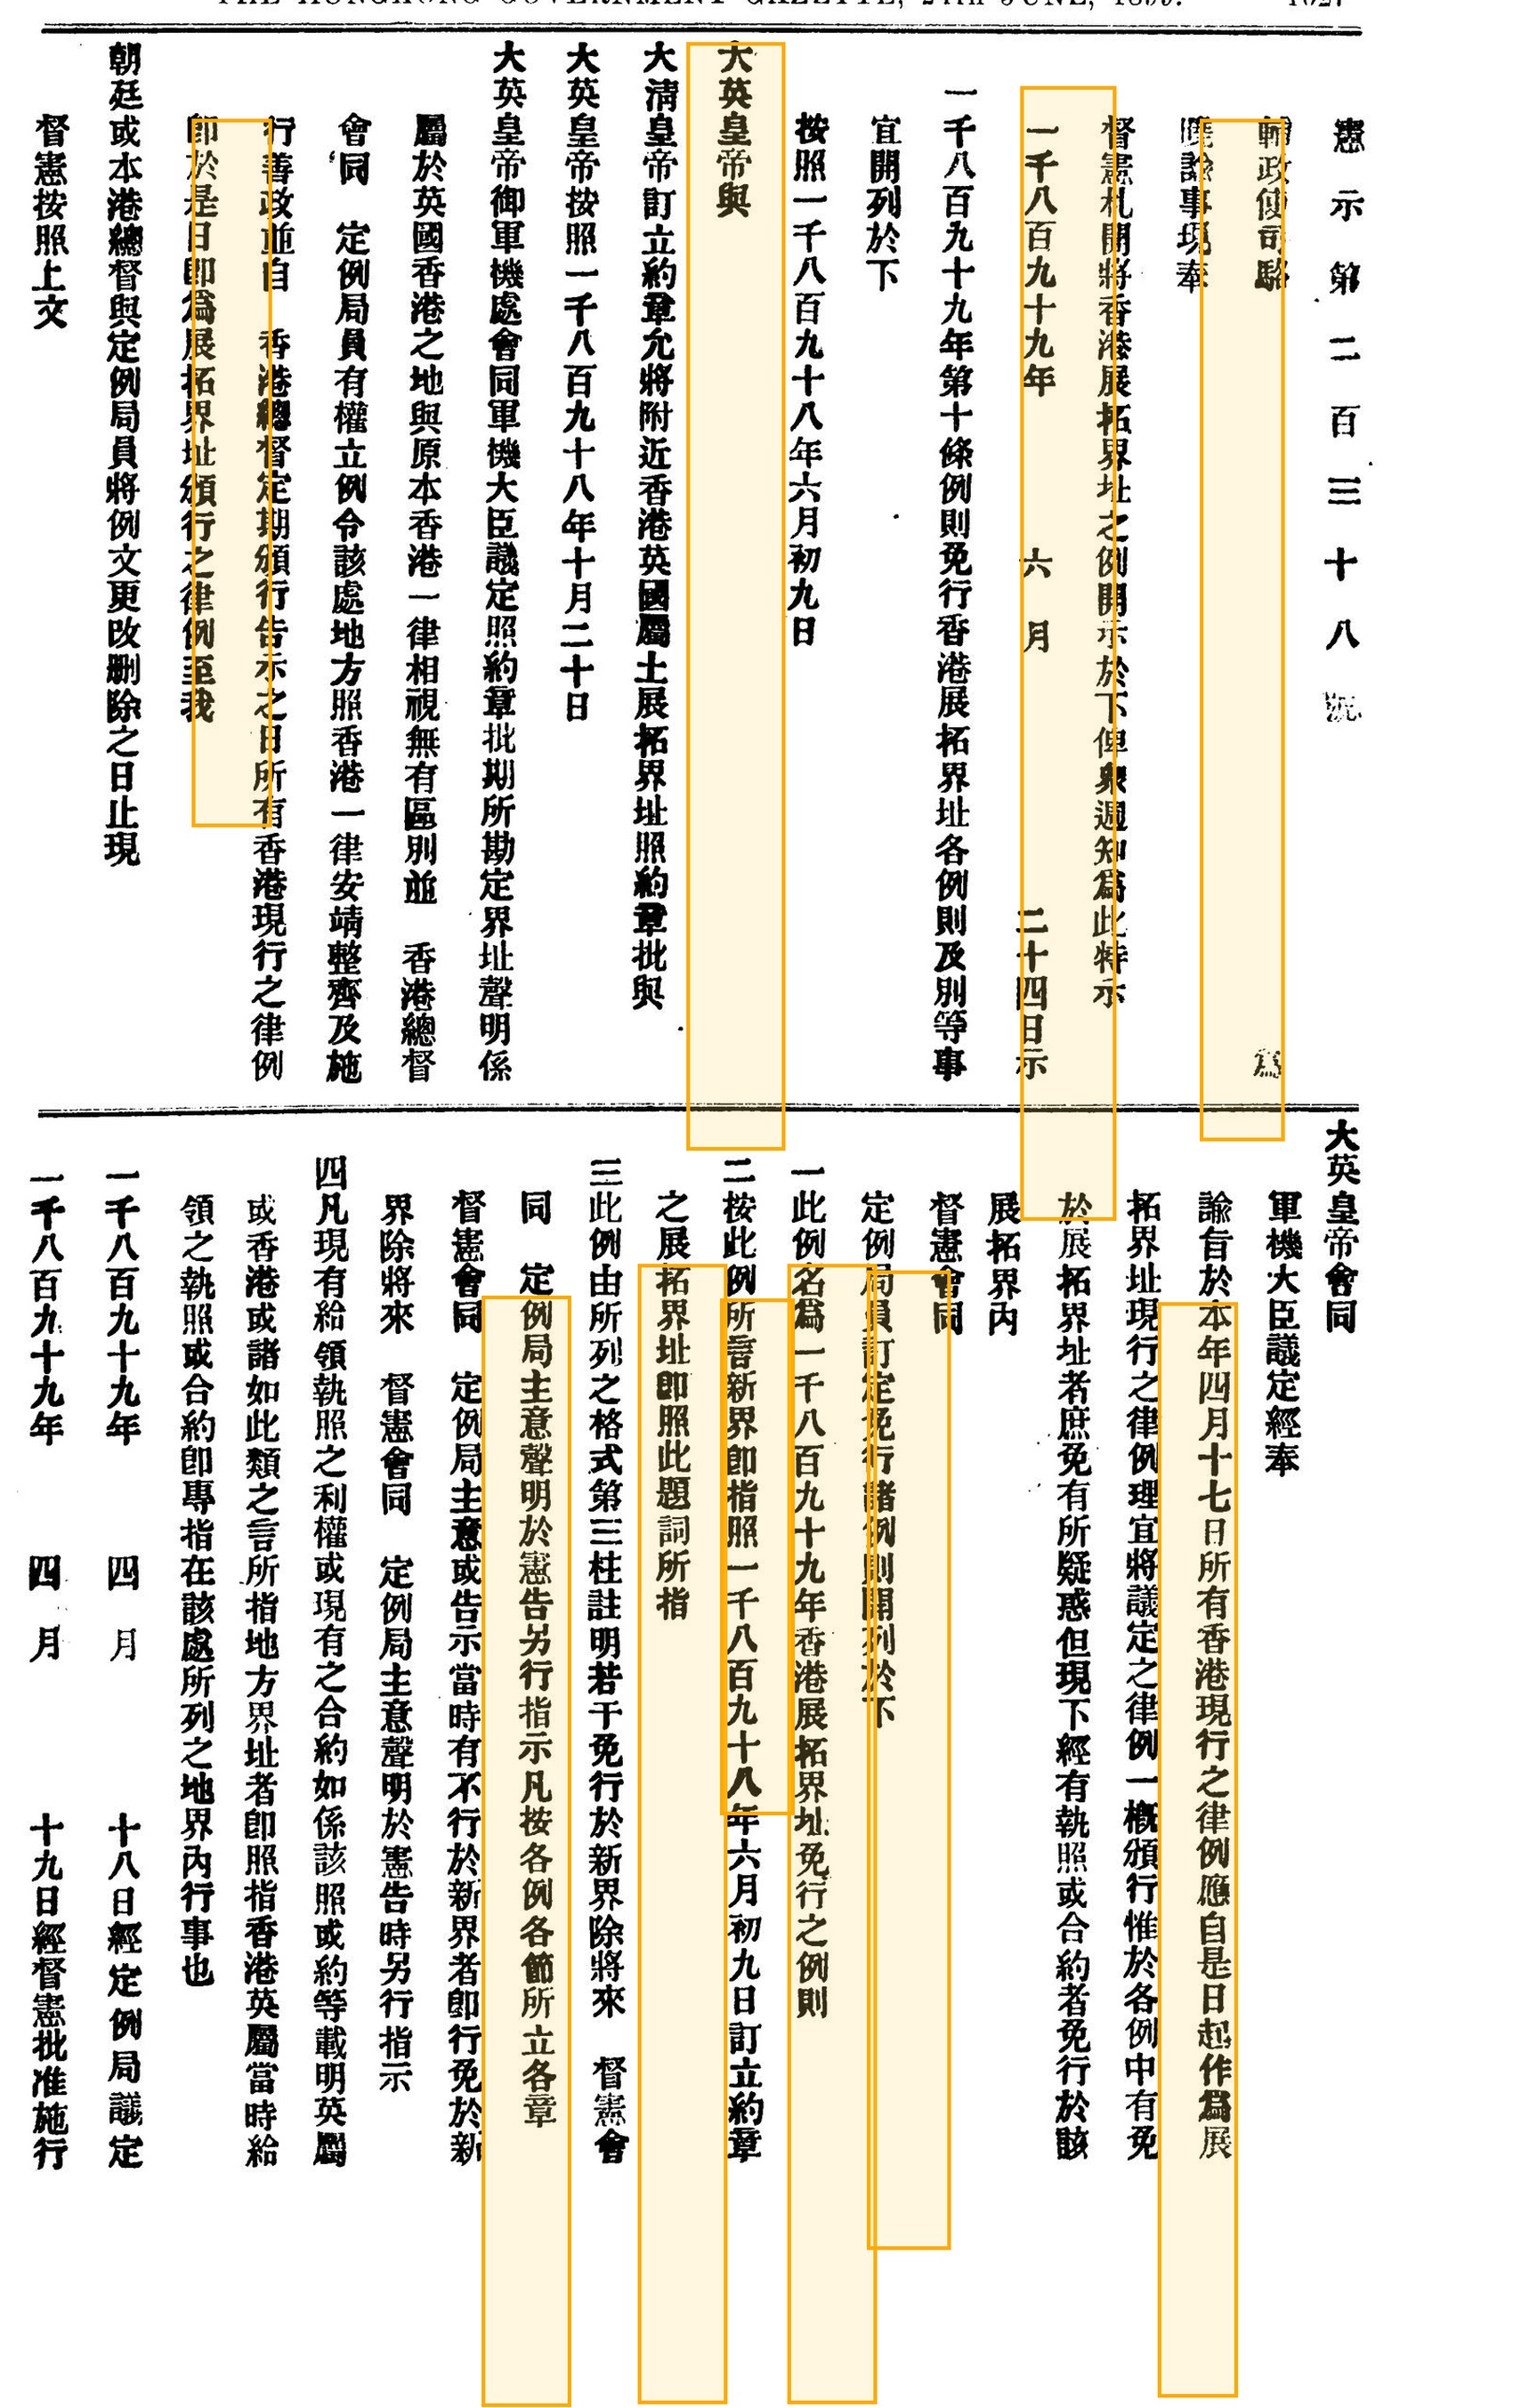 THE HONGKONG GOVERNMENT GAZETTE, 24TH JUNE, 1899. 1027
憲示第二百三十八號
輔政使司駱 為
曉諭事現奉
督憲札開將香港展拓界址之例開示於下俾衆週知爲此特示
一千八百九十九年 六月 二十四日示
一千八百九十九年第十條例則免行香港展拓界址各例則及別等事
宜開列於下
按照一千八百九十八年六月初九日
大英皇帝與
大清皇帝訂立約章允將附近香港英國屬土展拓界址照約章批與
大英皇帝按照一千八百九十八年十月二十日
大英皇帝御軍機處會同軍機大臣議定照約章批期所勘定界址聲明係
屬於英國香港之地與原本香港一律相視無有區別並 香港總督
會同 定例局員有權立例令該處地方照香港一律安靖整齊及施
行善政並自 香港總督定期頒行告示之日所有香港現行之律例
卽於是日卽爲展拓界址頒行之律例至我
朝廷或本港總督與定例局員將例文更改刪除之日止現
督憲按照上文
大英皇帝會同
軍機大臣議定經奉
諭旨於本年四月十七日所有香港現行之律例應自是日起作爲展
拓界址現行之律例理宜將議定之律例一概頒行惟於各例中有免
於展拓界址者庶免有所疑惑但現下經有執照或合約者免行於該
展拓界內
督憲會同
定例局員訂定免行諸例則開列於下
一此例名爲一千八百九十九年香港展拓界址免行之例則
二按此例所言新界卽指照一千八百九十八年六月初九日訂立約章
之展拓界址卽照此題詞所指
三此例由所列之格式第三柱註明若干免行於新界除將來 督憲會
同 定例局主意聲明於憲告另行指示凡按各例各節所立各章
督憲會同 定例局主意或告示當時有不行於新界者卽行免於新
界除將來 督憲會同 定例局主意聲明於憲告時另行指示
四凡現有給領執照之利權或現有之合約如係該照或約等載明英屬
或香港或諸如此類之言所指地方界址者卽照指香港英屬當時給
領之執照或合約卽專指在該處所列之地界內行事也
一千八百九十九年 四月 十八日經定例局議定
一千八百九十九年 四月 十九日經督憲批准施行